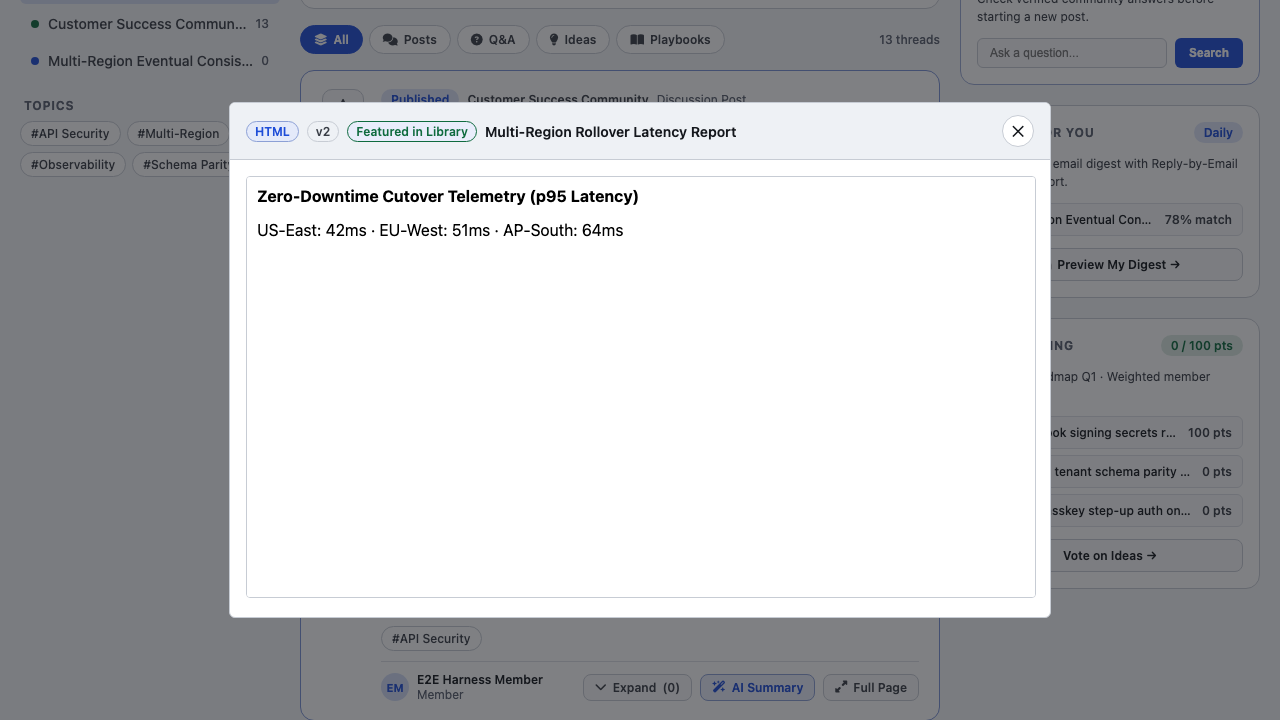 Customer Success Commun... 13
Multi-Region Eventual Consis... 0
TOPICS
#API Security #Multi-Region
#Observability #Schema Parity
All Posts Q&A Ideas Playbooks 13 threads
Published Customer Success Community Discussion Post
Check verified community answers before
starting a new post.
Ask a question... Search
HTML v2 Featured in Library Multi-Region Rollover Latency Report
Zero-Downtime Cutover Telemetry (p95 Latency)
US-East: 42ms · EU-West: 51ms · AP-South: 64ms
YOU Daily
email digest with Reply-by-Email
Eventual Con... 78% match
Preview My Digest →
0 / 100 pts
Q1 · Weighted member
signing secrets r... 100 pts
tenant schema parity ... 0 pts
step-up auth on... 0 pts
Vote on Ideas →
#API Security
EM E2E Harness Member
Member
Expand (0) AI Summary Full Page